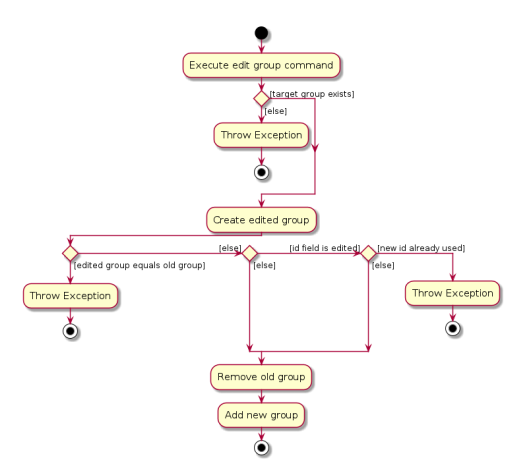 Execute edit group command
[target group exists]
[else]
Throw Exception
Create edited group
[else]
[id field is edited]
[new id already used]
[edited group equals old group]
[else]
[else]
Throw Exception
Throw Exception
Remove old group
Add new group